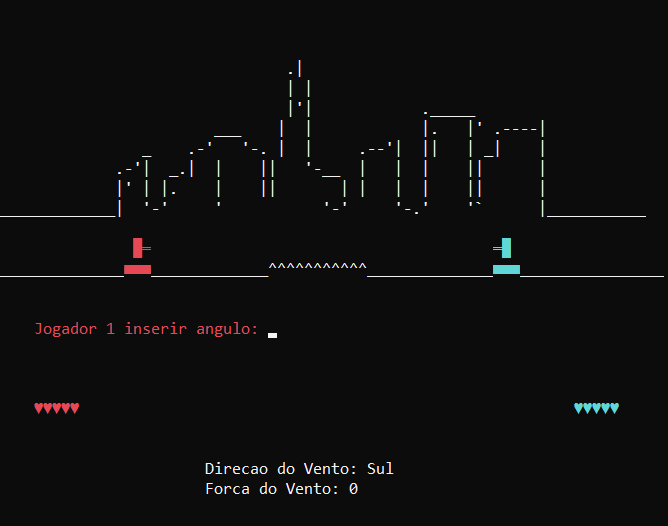 Jogador 1 inserir angulo:
Direcao do Vento: Sul
Forca do Vento: 0